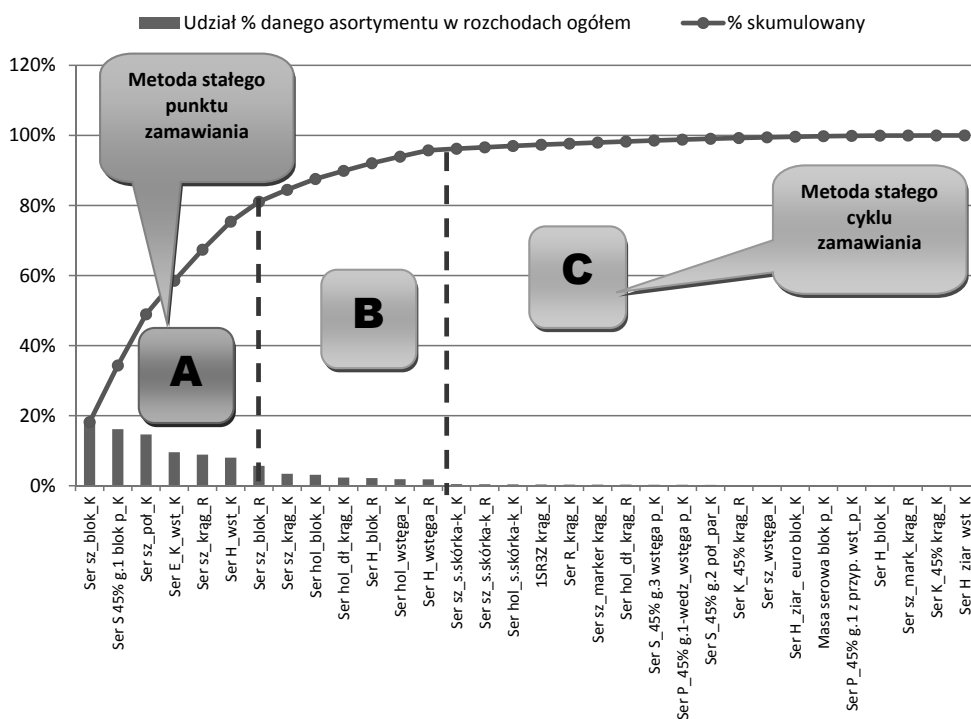 Udział % danego asortymentu w rozchodach ogółem
% skumulowany
120%
100%
80%
60%
40%
20%
0%
Metoda stałego
punktu
zamawiania
Metoda stałego
cyklu
zamawiania
A
B
C
Ser sz_blok_K
Ser S 45% g.1 blok p_K
Ser sz_poł_K
Ser E_K_wst_K
Ser sz_krąg_R
Ser H_wst_K
Ser sz_blok_R
Ser sz_krąg_K
Ser hol_blok_K
Ser hol_dł_krąg_K
Ser H_blok_R
Ser hol_wstęga_K
Ser H_wstęga_R
Ser sz_s.skórka-k_K
Ser sz_s.skórka-k_R
Ser hol_s.skórka-k_K
1SR3Z krąg_K
Ser R_krąg_K
Ser sz_marker krąg_K
Ser hol_dł_krąg_R
Ser S_45% g.3 wstęga p_K
Ser P_45% g.1-wedz_wstęga p_K
Ser S_45% g.2 poł_par_K
Ser K_45% krąg_R
Ser sz_wstęga_K
Ser H_ziar_ euro blok_K
Masa serowa blok p_K
Ser P_45% g.1 z przyp. wst_p_K
Ser H_blok_K
Ser sz_mark_krąg_R
Ser K_45% krąg_K
Ser H_ziar_wst_K